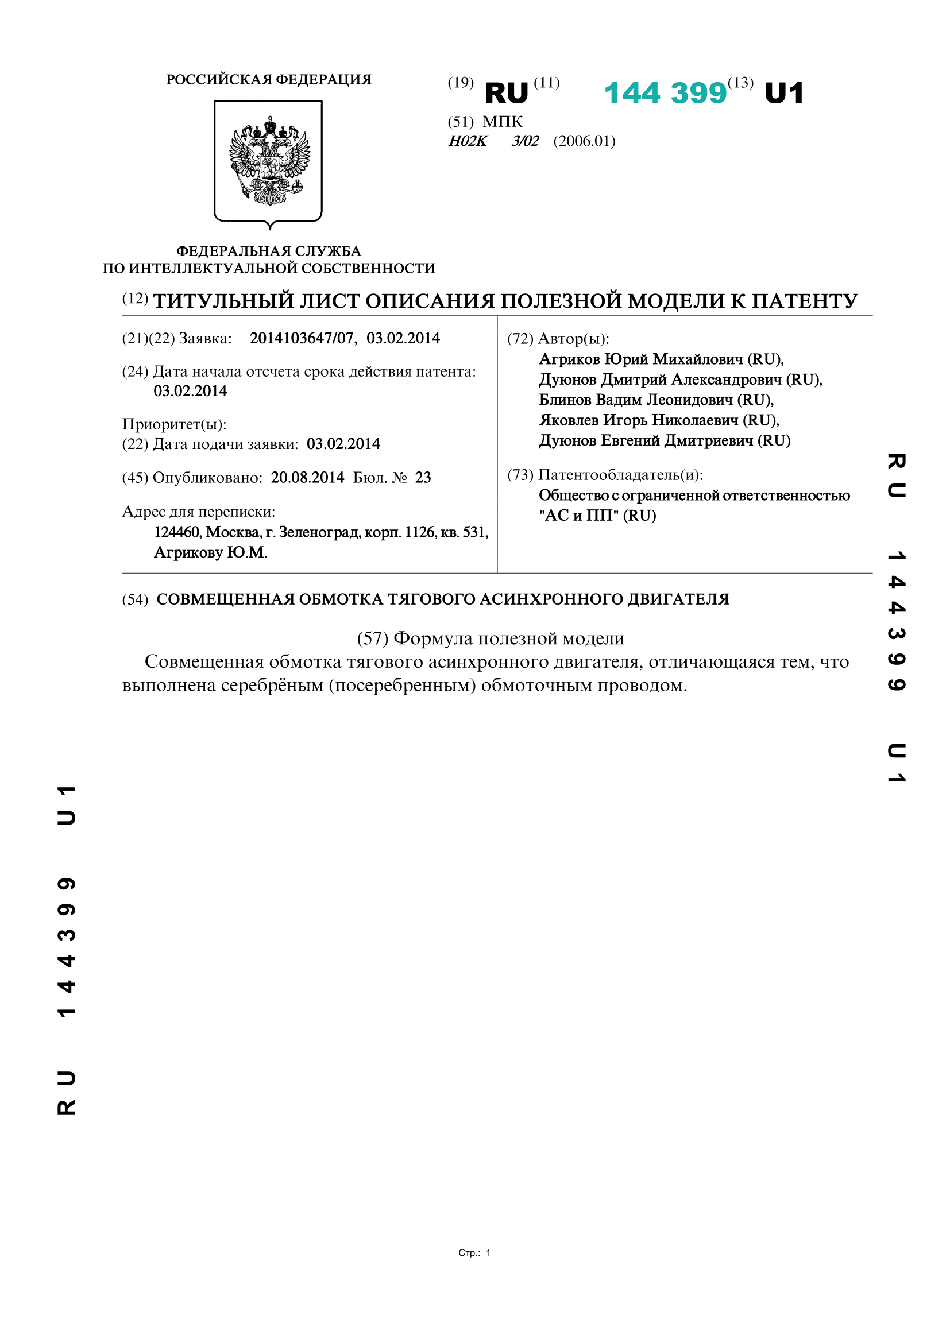 РОССИЙСКАЯ ФЕДЕРАЦИЯ
ФЕДЕРАЛЬНАЯ СЛУЖБА
ПО ИНТЕЛЛЕКТУАЛЬНОЙ СОБСТВЕННОСТИ
(19) RU (11) 144 399 (13) U1
(51) МПК
H02K 3/02 (2006.01)
(12) ТИТУЛЬНЫЙ ЛИСТ ОПИСАНИЯ ПОЛЕЗНОЙ МОДЕЛИ К ПАТЕНТУ
(21)(22) Заявка: 2014103647/07, 03.02.2014
(24) Дата начала отсчета срока действия патента:
03.02.2014
Приоритет(ы):
(22) Дата подачи заявки: 03.02.2014
(45) Опубликовано: 20.08.2014 Бюл. № 23
Адрес для переписки:
124460, Москва, г. Зеленоград, корп. 1126, кв. 531,
Агрикову Ю.М.
(72) Автор(ы):
Агриков Юрий Михайлович (RU),
Дуюнов Дмитрий Александрович (RU),
Блинов Вадим Леонидович (RU),
Яковлев Игорь Николаевич (RU),
Дуюнов Евгений Дмитриевич (RU)
(73) Патентообладатель(и):
Общество с ограниченной ответственностью
"АС и ПП" (RU)
(54) СОВМЕЩЕННАЯ ОБМОТКА ТЯГОВОГО АСИНХРОННОГО ДВИГАТЕЛЯ
(57) Формула полезной модели
Совмещенная обмотка тягового асинхронного двигателя, отличающаяся тем, что
выполнена серебрёным (посеребренным) обмоточным проводом.
RU 144399 U1
RU 144399 U1
Стр.: 1